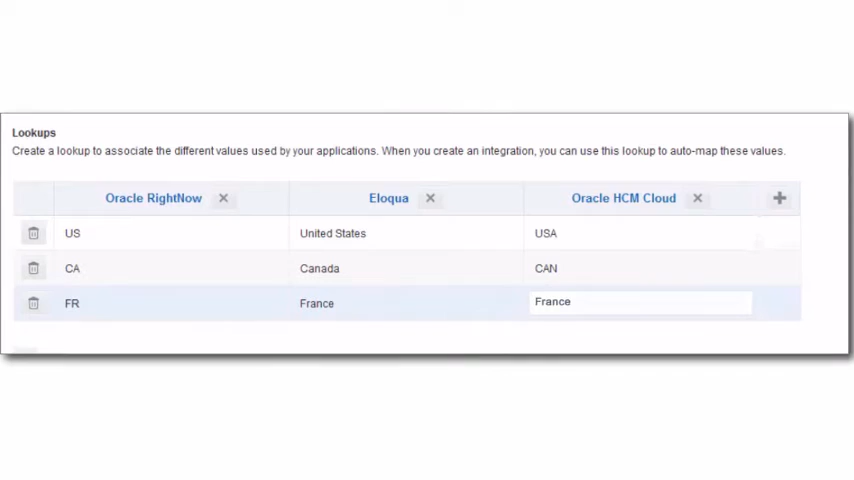 Lookups
Create a lookup to associate the different values used by your applications. When you create an integration, you can use this lookup to auto-map these values.
Oracle RightNow Eloqua Oracle HCM Cloud
US United States USA
CA Canada CAN
FR France France